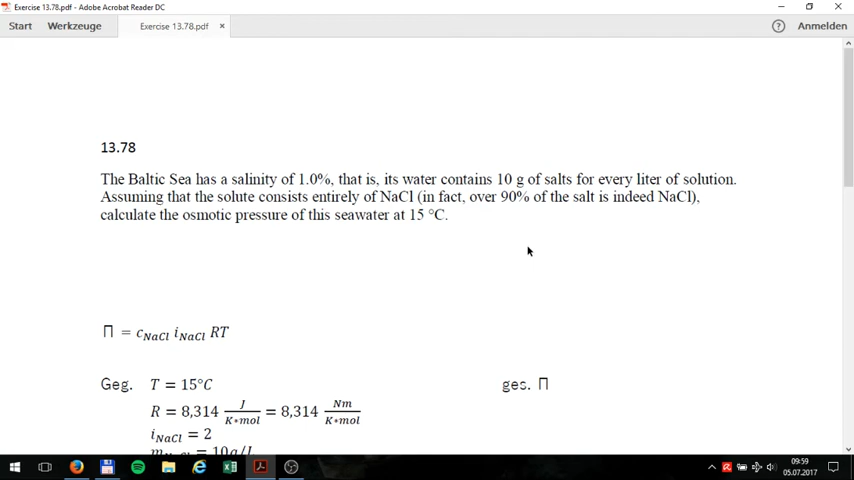 Exercise 13.78.pdf - Adobe Acrobat Reader DC
Start Werkzeuge Exercise 13.78.pdf × Anmelden
13.78
The Baltic Sea has a salinity of 1.0%, that is, its water contains 10 g of salts for every liter of solution.
Assuming that the solute consists entirely of NaCl (in fact, over 90% of the salt is indeed NaCl),
calculate the osmotic pressure of this seawater at 15 °C.
Π = c_NaCl i_NaCl RT
Geg. T = 15°C ges. Π
R = 8,314 J/K∗mol = 8,314 Nm/K∗mol
i_NaCl = 2
09:59
05.07.2017